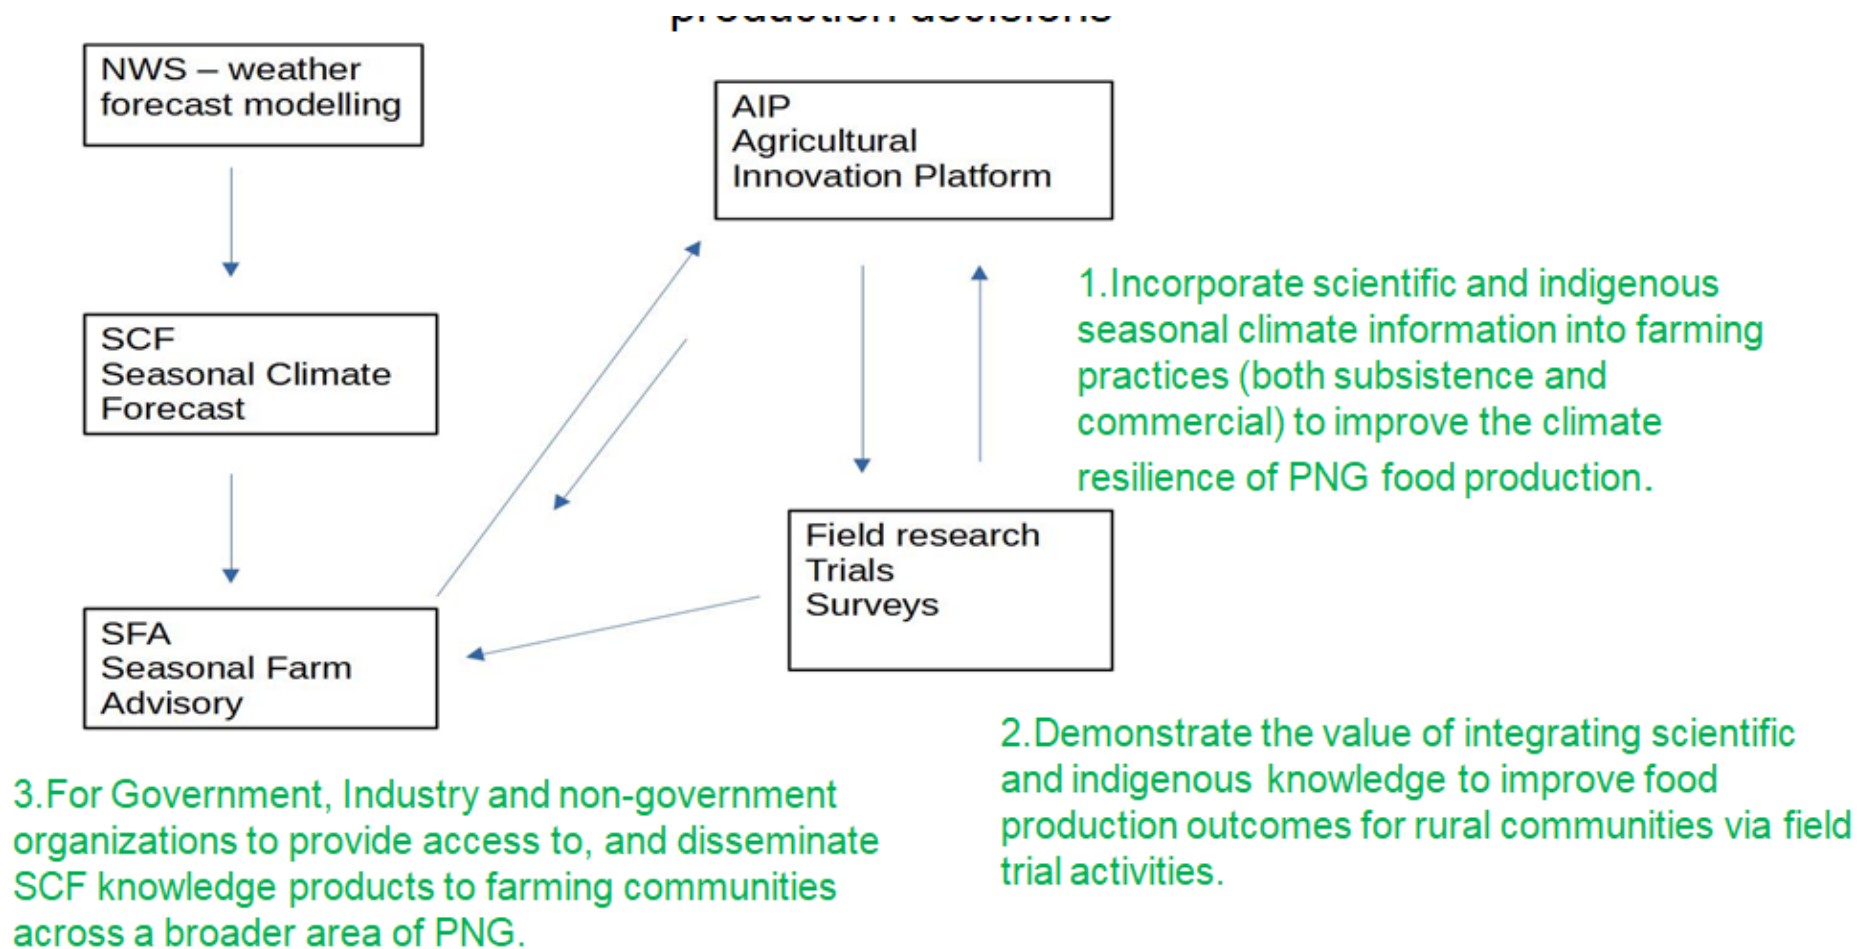 production decisions
NWS – weather
forecast modelling
AIP
Agricultural
Innovation Platform
SCF
Seasonal Climate
Forecast
1.Incorporate scientific and indigenous
seasonal climate information into farming
practices (both subsistence and
commercial) to improve the climate
resilience of PNG food production.
Field research
Trials
Surveys
SFA
Seasonal Farm
Advisory
2.Demonstrate the value of integrating scientific
and indigenous knowledge to improve food
production outcomes for rural communities via field
trial activities.
3.For Government, Industry and non-government
organizations to provide access to, and disseminate
SCF knowledge products to farming communities
across a broader area of PNG.